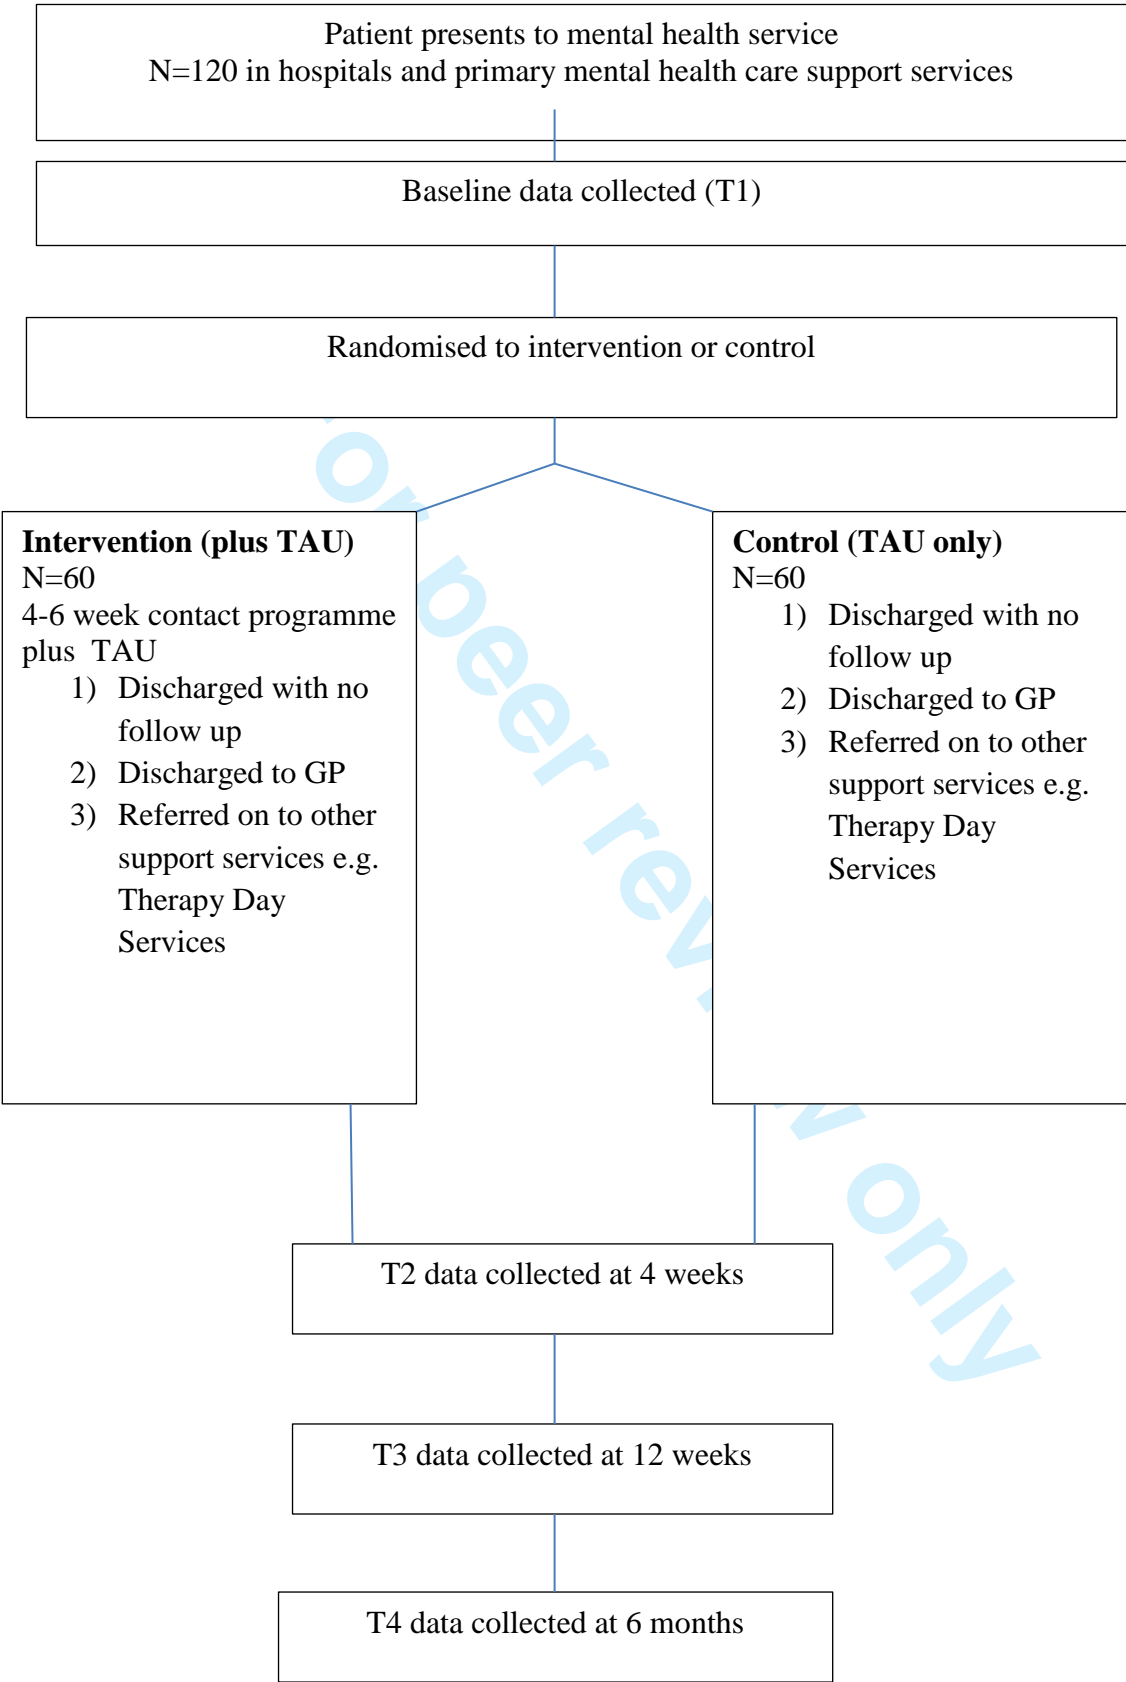 Patient presents to mental health service
N=120 in hospitals and primary mental health care support services
Baseline data collected (T1)
Randomised to intervention or control
Intervention (plus TAU)
N=60
4-6 week contact programme
plus TAU
1) Discharged with no
follow up
2) Discharged to GP
3) Referred on to other
support services e.g.
Therapy Day
Services
Control (TAU only)
N=60
1) Discharged with no
follow up
2) Discharged to GP
3) Referred on to other
support services e.g.
Therapy Day
Services
T2 data collected at 4 weeks
T3 data collected at 12 weeks
T4 data collected at 6 months
or peer review only